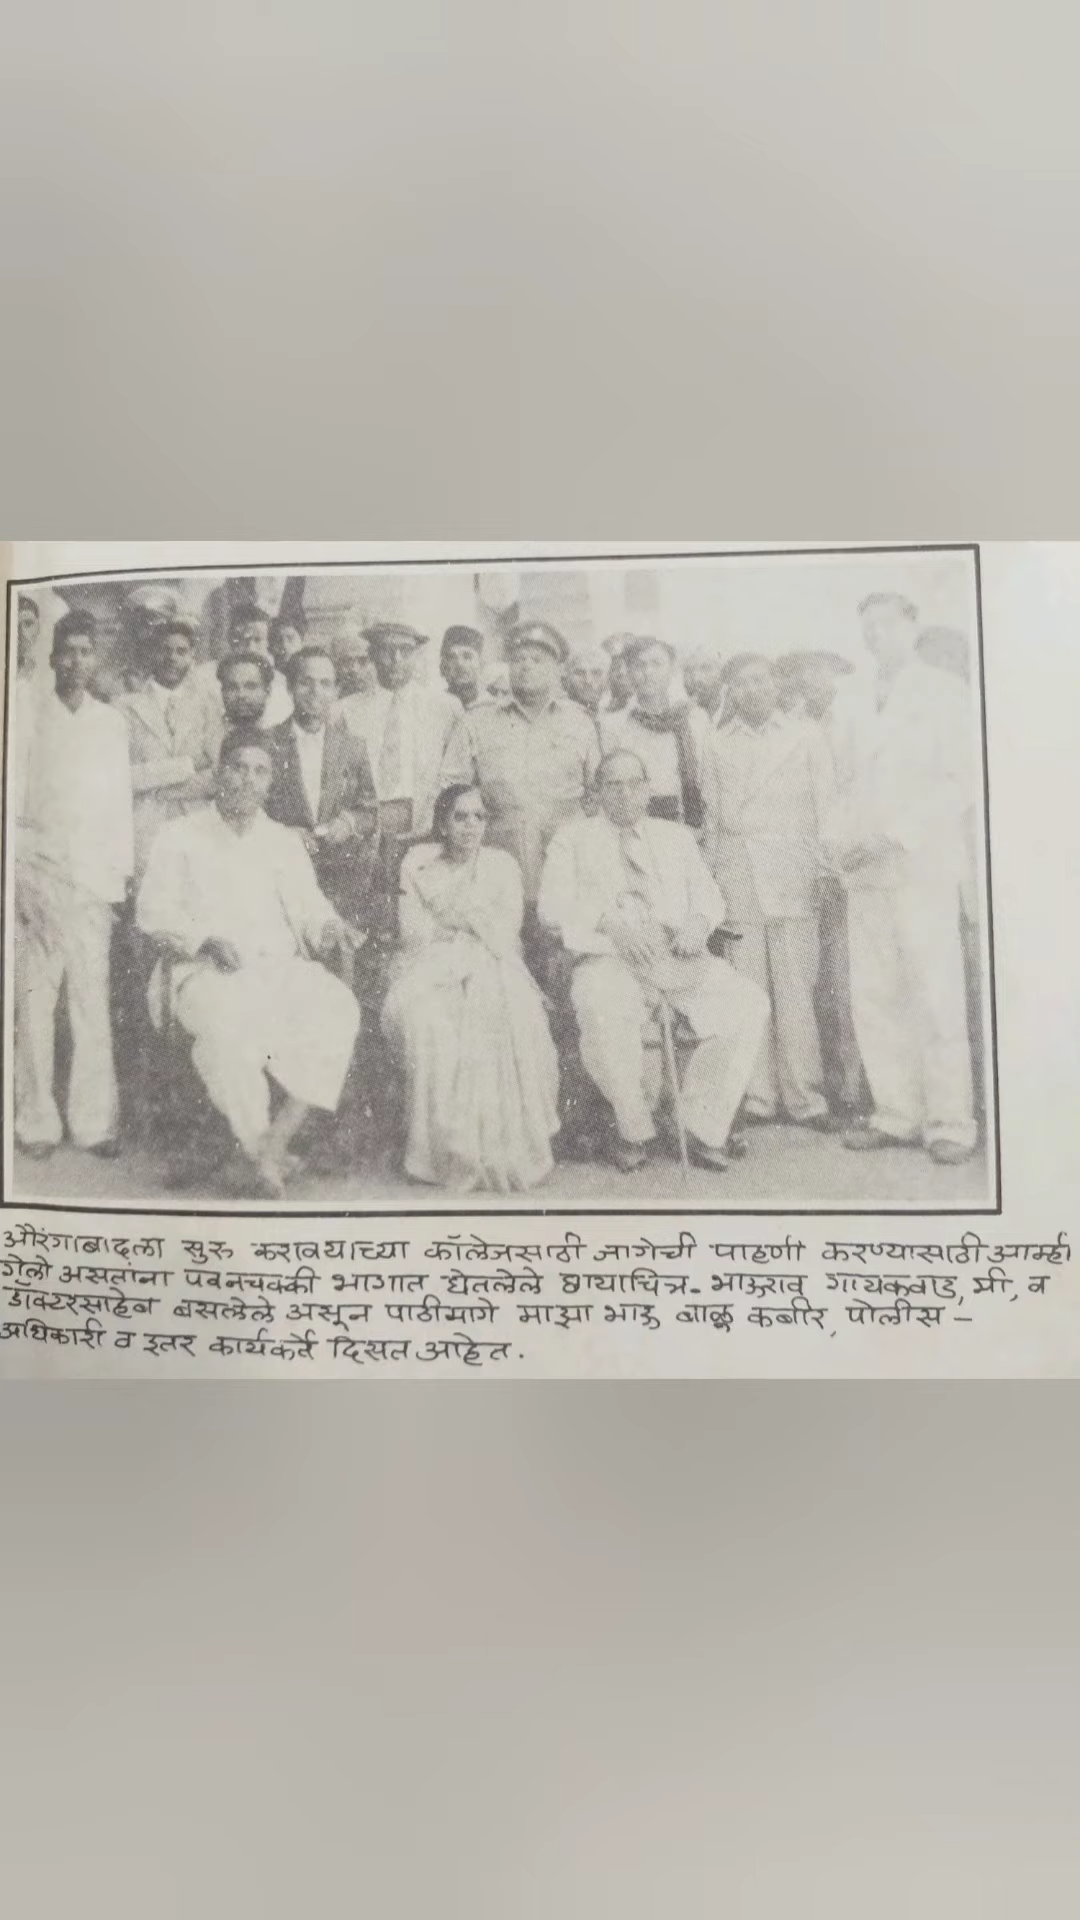 औरंगाबादला सुरु करावयाच्या कॉलेजसाठी जागेची पाहणी करण्यासाठी आम्ही
गेलो असतांना पवनचक्की भागात घेतलेले छायाचित्र. भाऊराव गायकवाड, मी, व
डॉक्टरसाहेब बसलेले असून पाठीमागे माझा भाऊ बाळू कबीर, पोलीस -
अधिकारी व इतर कार्यकर्ते दिसत आहेत.